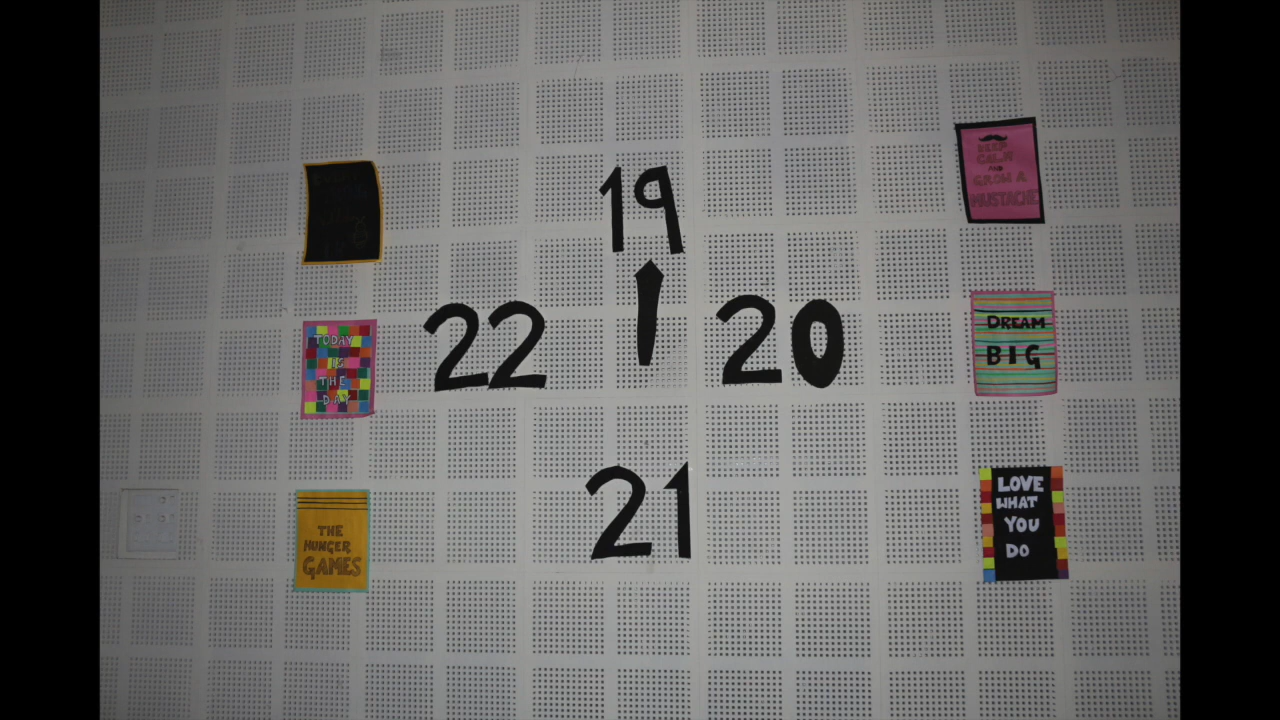 19
22
20
21
TODAY
IS
THE
DAY
THE
HUNGER
GAMES
KEEP
CALM
AND
GROW A
MUSTACHE
DREAM
BIG
LOVE
WHAT
YOU
DO